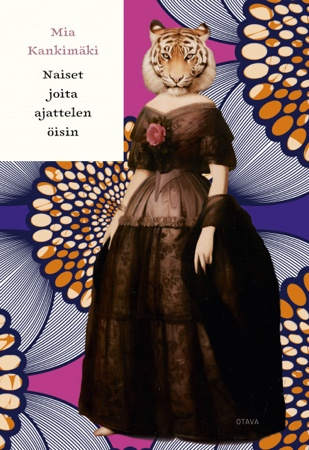 Mia
Kankimäki
Naiset
joita
ajattelen
öisin
OTAVA